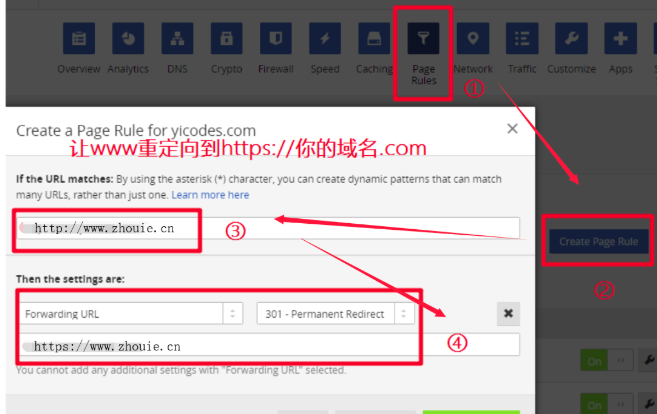 Overview Analytics DNS Crypto Firewall Speed Caching Page Rules Network Traffic Customize Apps
①
Create a Page Rule for yicodes.com
让www重定向到https://你的域名.com
If the URL matches: By using the asterisk (*) character, you can create dynamic patterns that can match
many URLs, rather than just one. Learn more here
http://www.zhouie.cn
③
Create Page Rule
②
Then the settings are:
Forwarding URL
301 - Permanent Redirect
④
https://www.zhouie.cn
You cannot add any additional settings with "Forwarding URL" selected.
On
On